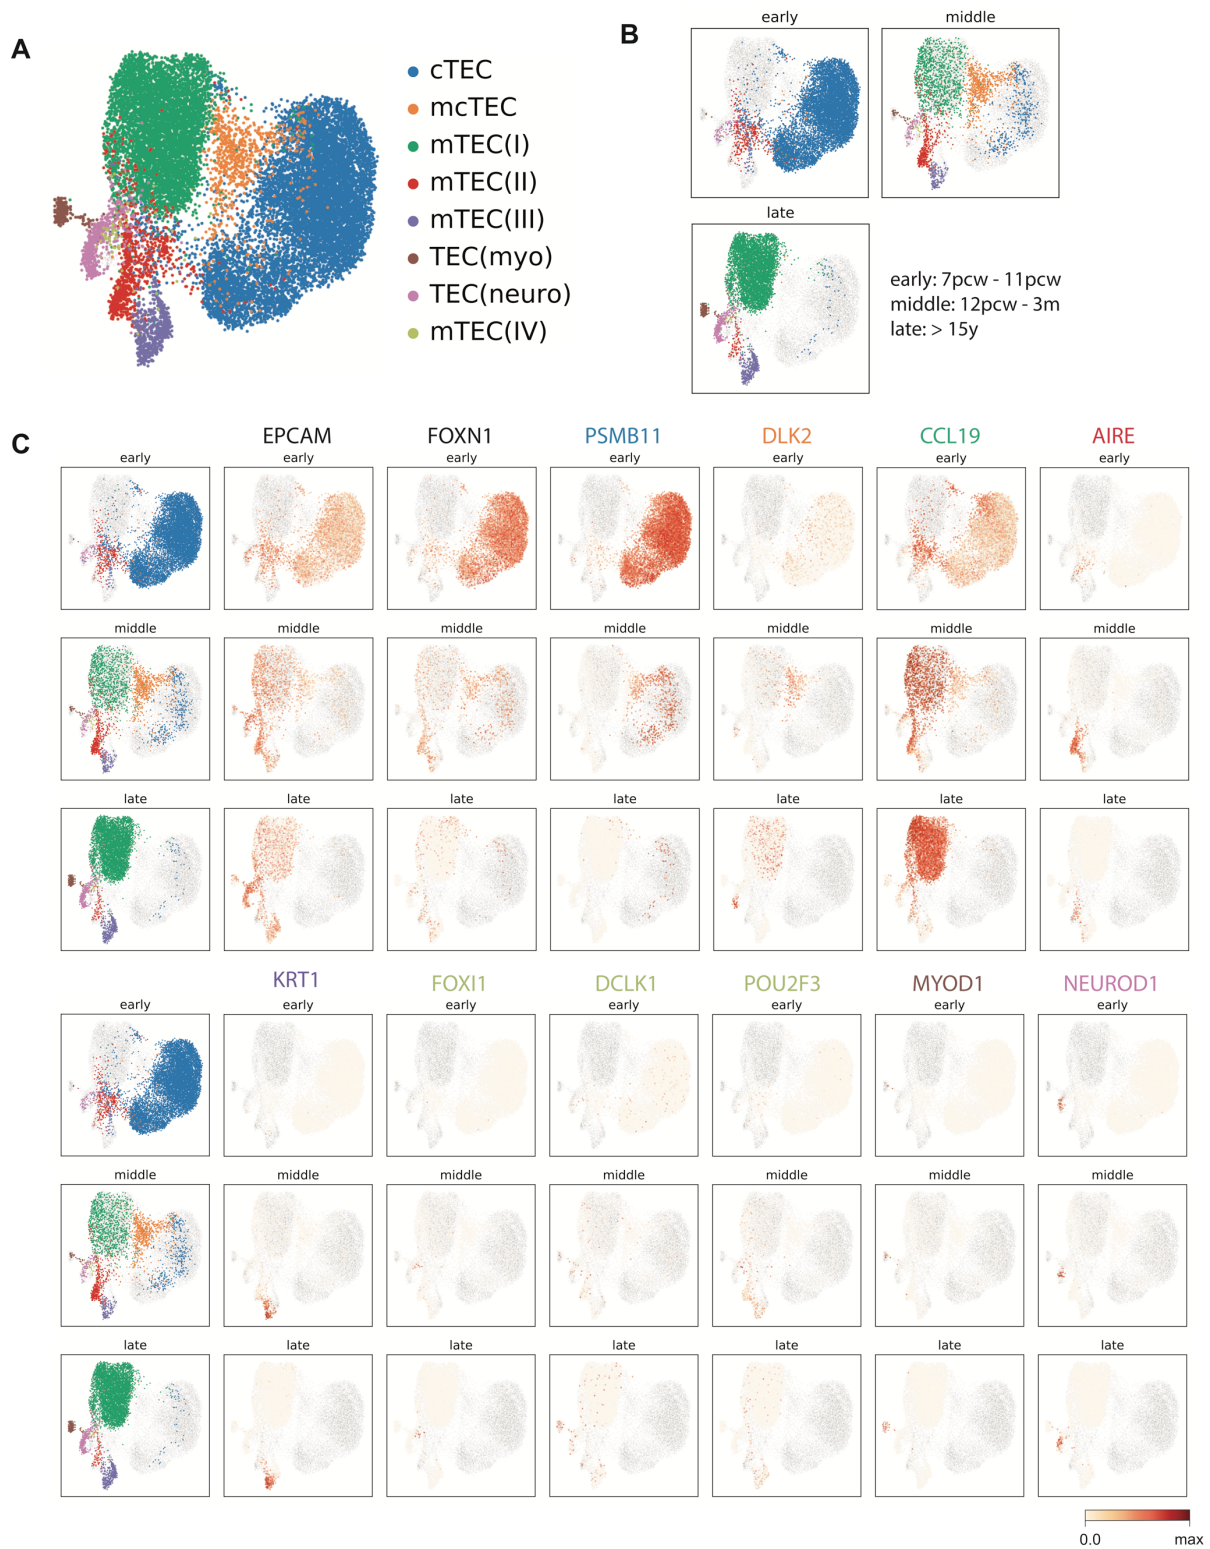 A
cTEC
mcTEC
mTEC(I)
mTEC(II)
mTEC(III)
TEC(myo)
TEC(neuro)
mTEC(IV)
B
early
middle
late
early: 7pcw - 11pcw
middle: 12pcw - 3m
late: > 15y
C
EPCAM
FOXN1
PSMB11
DLK2
CCL19
AIRE
early
early
early
early
early
early
early
middle
middle
middle
middle
middle
middle
middle
late
late
late
late
late
late
late
KRT1
FOXI1
DCLK1
POU2F3
MYOD1
NEUROD1
early
early
early
early
early
early
early
middle
middle
middle
middle
middle
middle
middle
late
late
late
late
late
late
late
0.0
max